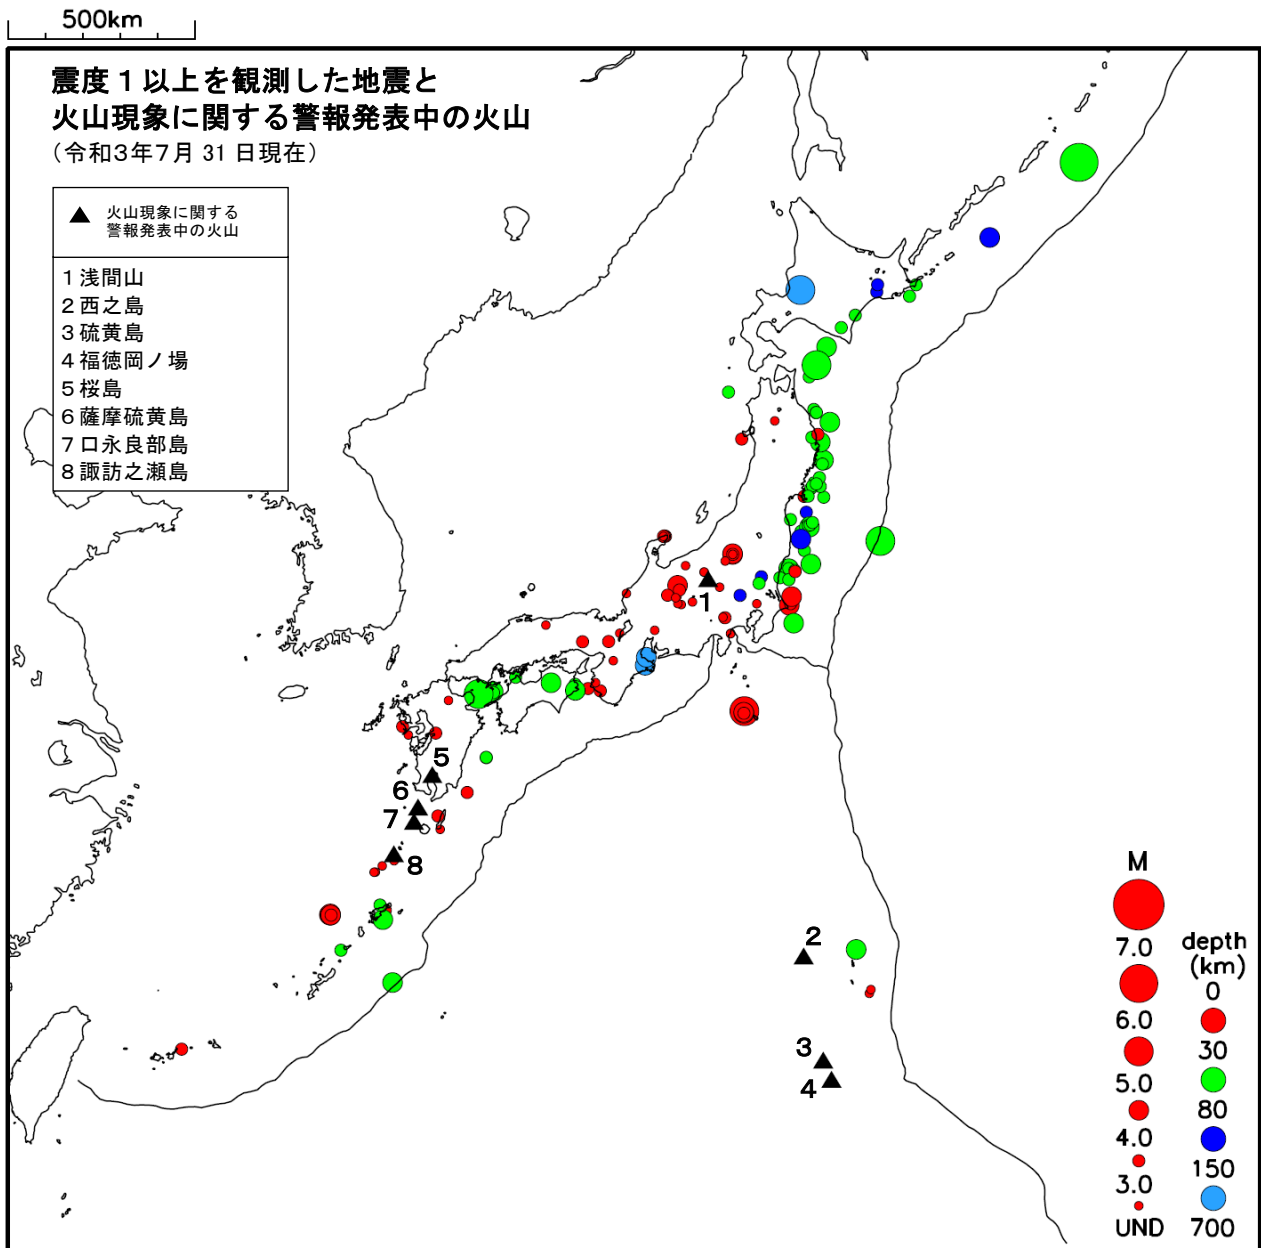 500km
震度１以上を観測した地震と
火山現象に関する警報発表中の火山
（令和3年7月 31 日現在）
火山現象に関する
警報発表中の火山
１浅間山
２西之島
３硫黄島
４福徳岡ノ場
５桜島
６薩摩硫黄島
７口永良部島
８諏訪之瀬島
1
5
6
7
8
2
3
4
M
7.0
6.0
5.0
4.0
3.0
UND
depth
(km)
0
30
80
150
700